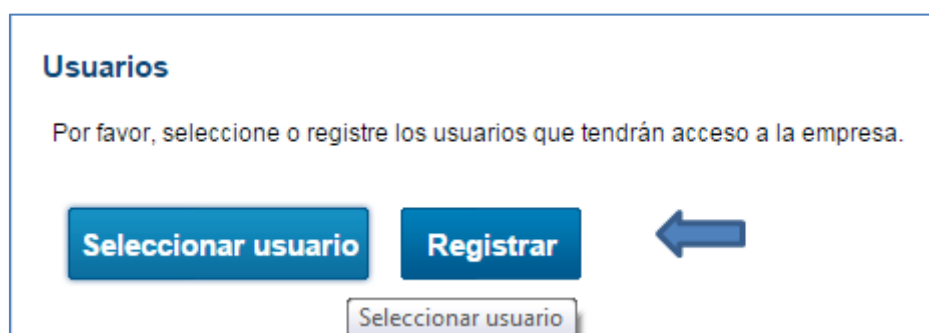 Usuarios
Por favor, seleccione o registre los usuarios que tendrán acceso a la empresa.
Seleccionar usuario Registrar
Seleccionar usuario